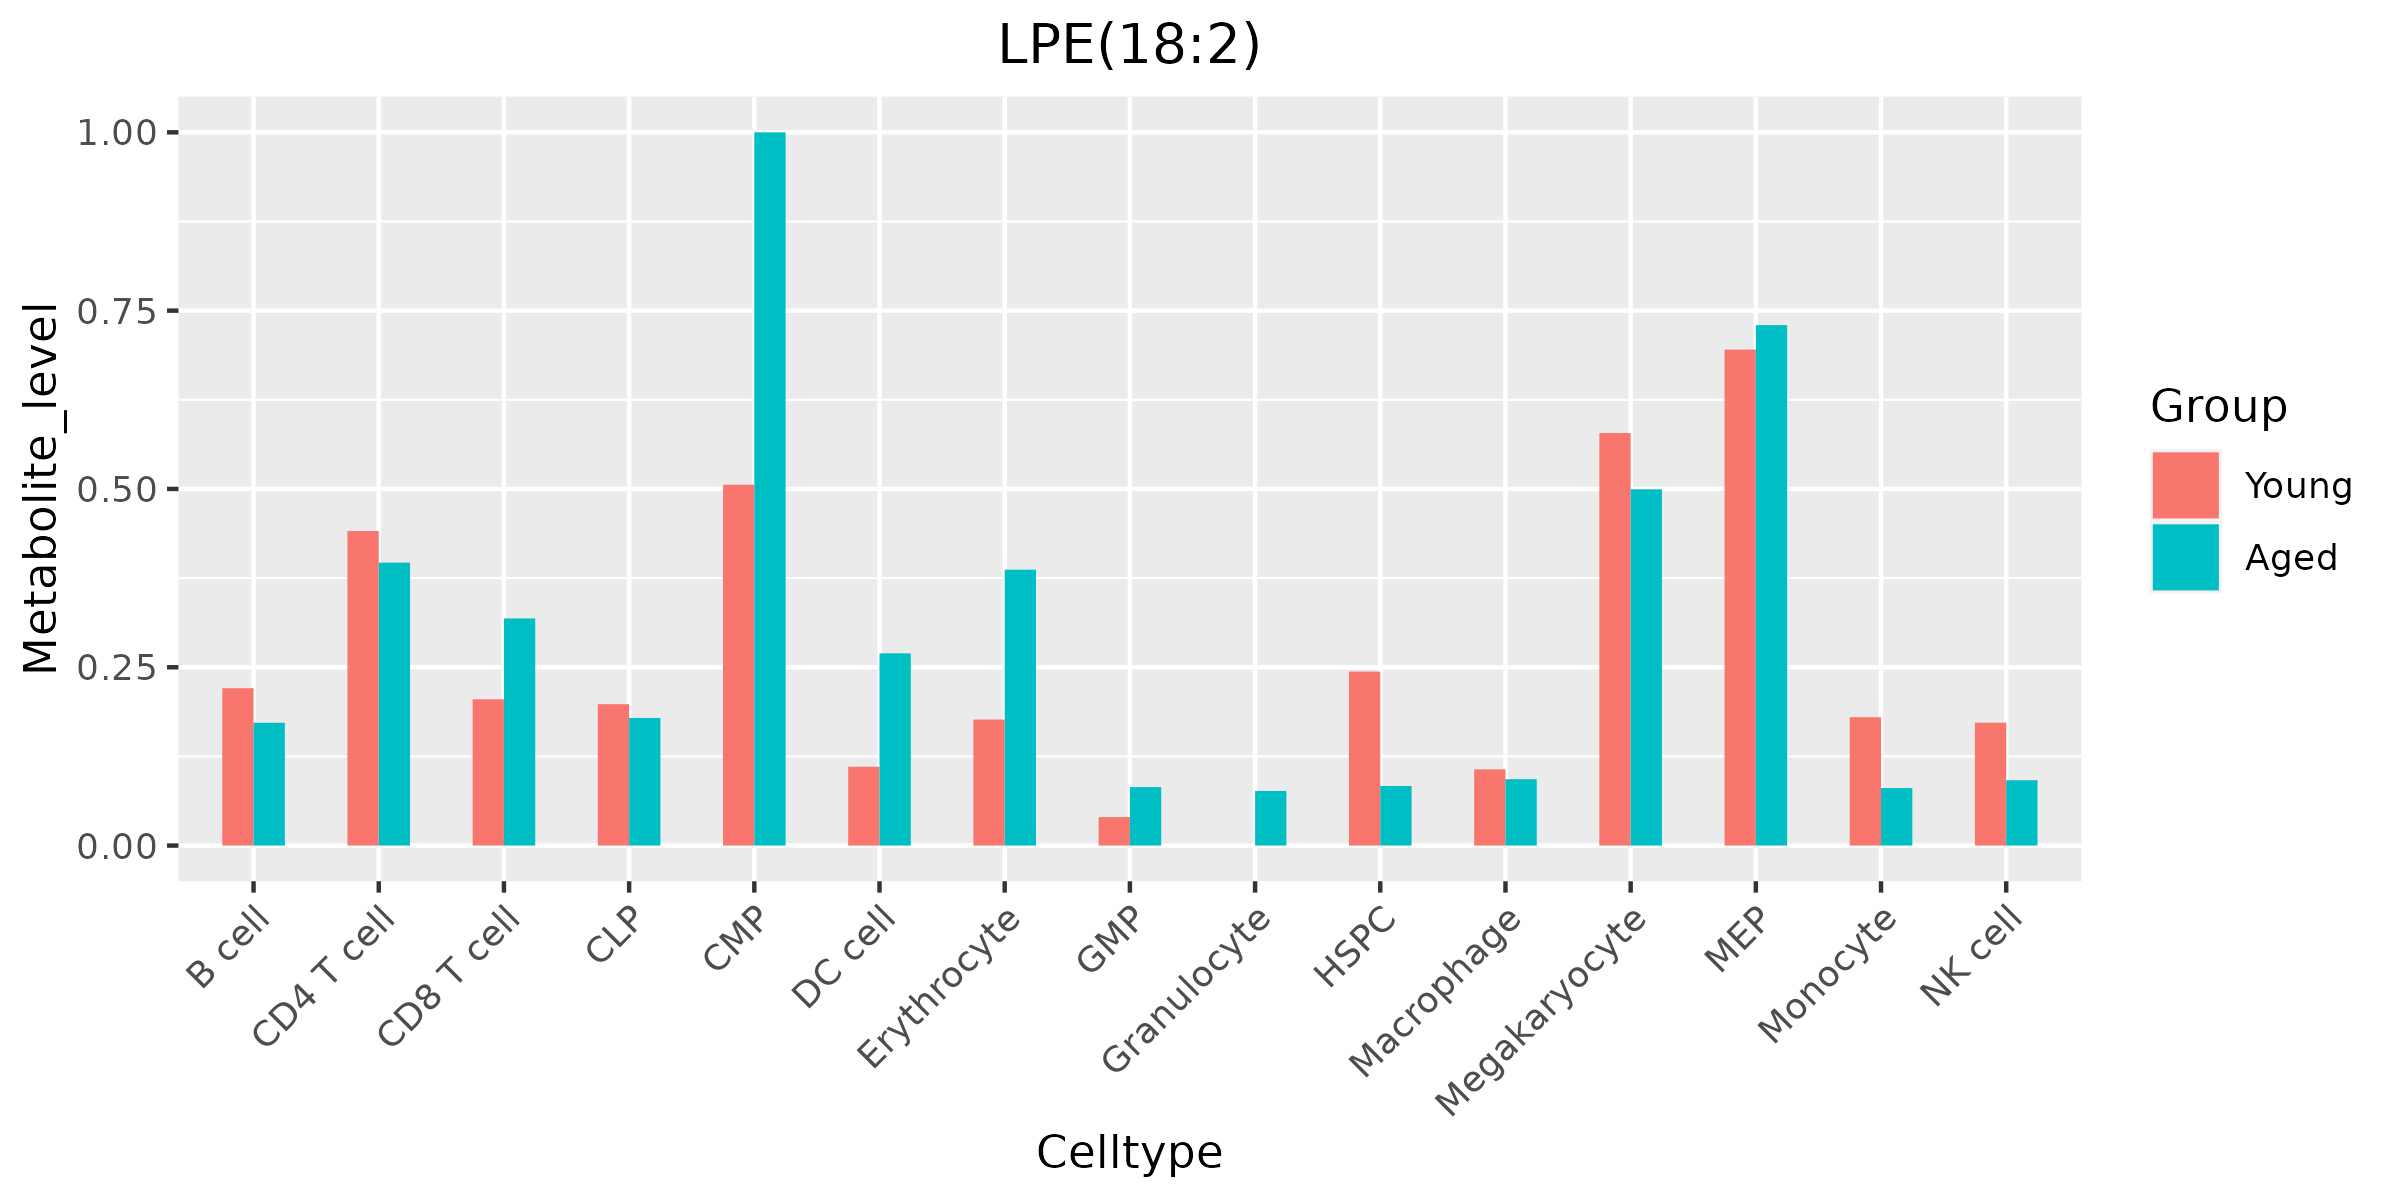 LPE(18:2)
Metabolite_level
1.00
0.75
0.50
0.25
0.00
B cell
CD4 T cell
CD8 T cell
CLP
CMP
DC cell
Erythrocyte
GMP
Granulocyte
HSPC
Macrophage
Megakaryocyte
MEP
Monocyte
NK cell
Celltype
Group
Young
Aged